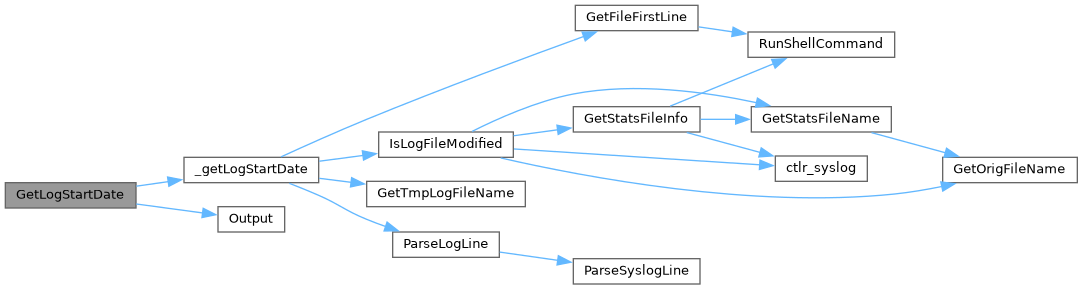 GetFileFirstLine
RunShellCommand
GetStatsFileInfo
GetStatsFileName
IsLogFileModified
ctlr_syslog
GetOrigFileName
_getLogStartDate
GetLogStartDate
GetTmpLogFileName
Output
ParseLogLine
ParseSyslogLine